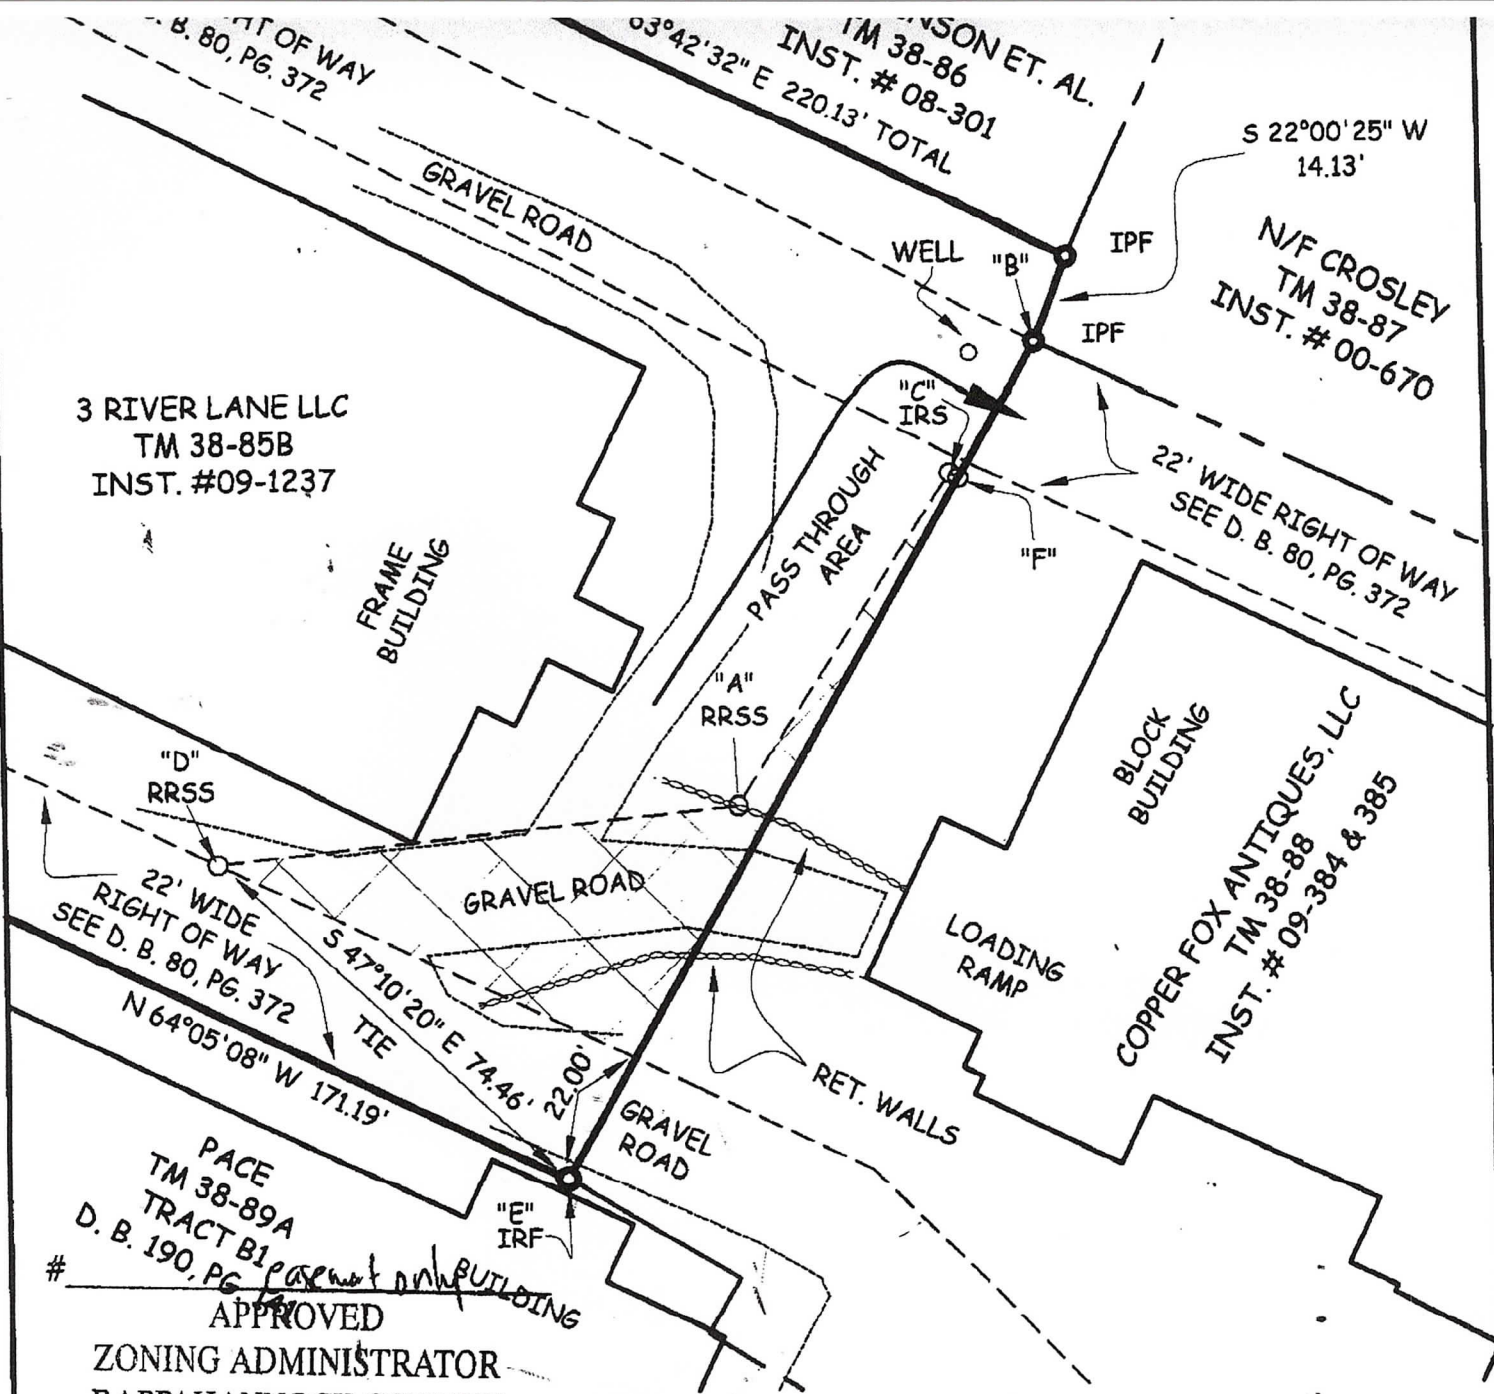 . B. 80, PG. 372
HT OF WAY
63°42'32" E 220.13' TOTAL
NSON ET. AL.
TM 38-86
INST. # 08-301
S 22°00'25" W
14.13'
GRAVEL ROAD
WELL
"B"
IPF
IPF
N/F CROSLEY
TM 38-87
INST. # 00-670
3 RIVER LANE LLC
TM 38-85B
INST. #09-1237
"C"
IRS
22' WIDE RIGHT OF WAY
SEE D. B. 80, PG. 372
PASS THROUGH
AREA
"F"
FRAME
BUILDING
"A"
RRSS
"D"
RRSS
BLOCK
BUILDING
COPPER FOX ANTIQUES, LLC
TM 38-88
INST. # 09-384 & 385
22' WIDE
RIGHT OF WAY
SEE D. B. 80, PG. 372
GRAVEL ROAD
LOADING
RAMP
S 47°10'20" E 74.46'
TIE
N 64°05'08" W 171.19'
22.00'
RET. WALLS
GRAVEL
ROAD
"E"
IRF
PACE
TM 38-89A
TRACT B1
D. B. 190, PG.
BUILDING
# easement only
APPROVED
ZONING ADMINISTRATOR